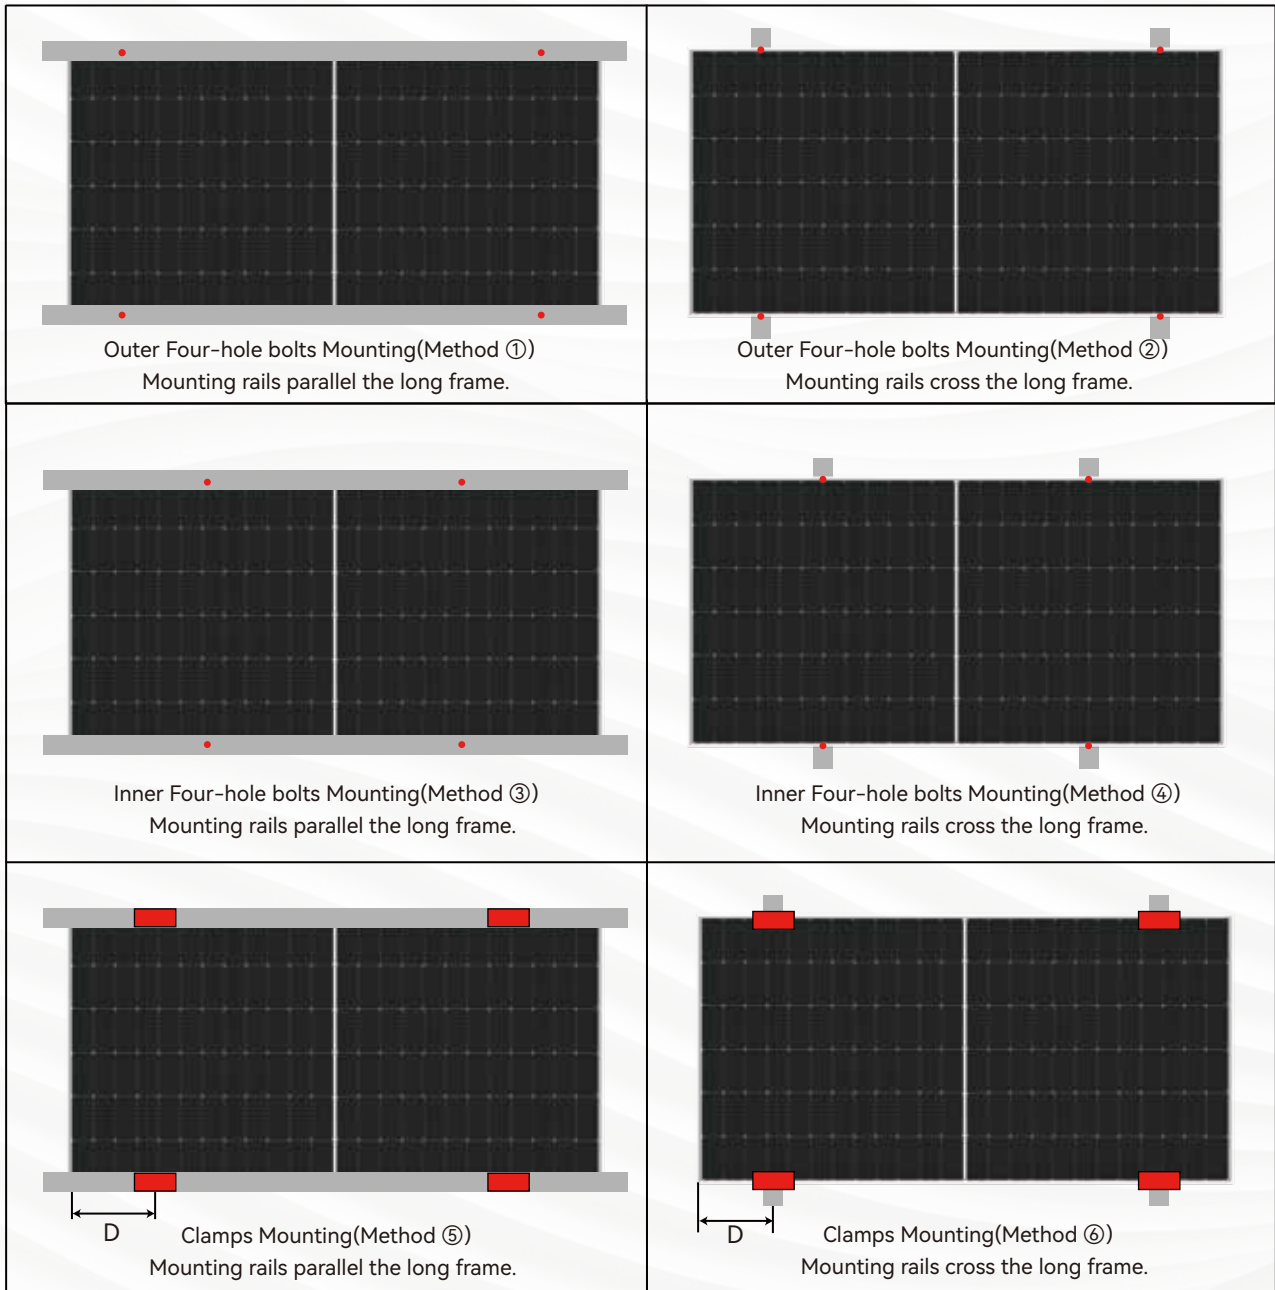 Outer Four-hole bolts Mounting(Method ①)
Mounting rails parallel the long frame.
Outer Four-hole bolts Mounting(Method ②)
Mounting rails cross the long frame.
Inner Four-hole bolts Mounting(Method ③)
Mounting rails parallel the long frame.
Inner Four-hole bolts Mounting(Method ④)
Mounting rails cross the long frame.
D
Clamps Mounting(Method ⑤)
Mounting rails parallel the long frame.
D
Clamps Mounting(Method ⑥)
Mounting rails cross the long frame.